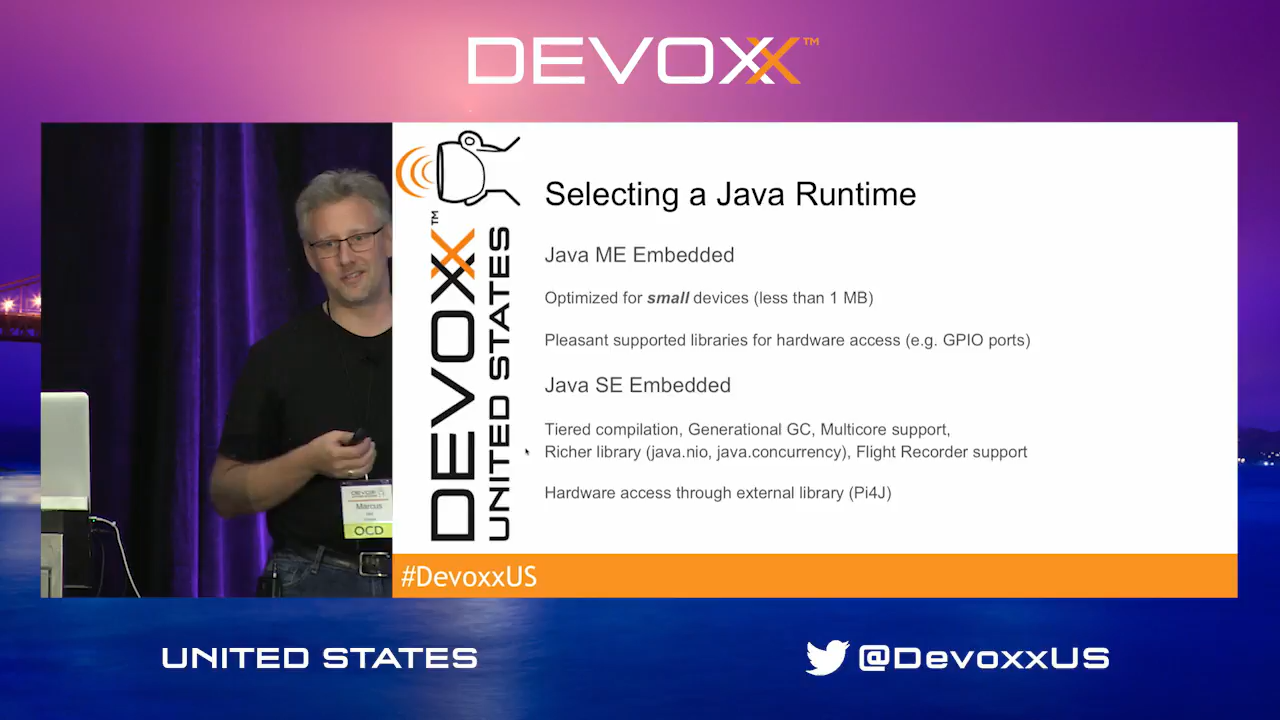 DEVOXX™
DEVOXX™
UNITED STATES
Selecting a Java Runtime
Java ME Embedded
Optimized for small devices (less than 1 MB)
Pleasant supported libraries for hardware access (e.g. GPIO ports)
Java SE Embedded
Tiered compilation, Generational GC, Multicore support,
Richer library (java.nio, java.concurrency), Flight Recorder support
Hardware access through external library (Pi4J)
DEVOXX
Marcus
OCD
#DevoxxUS
UNITED STATES
@DevoxxUS